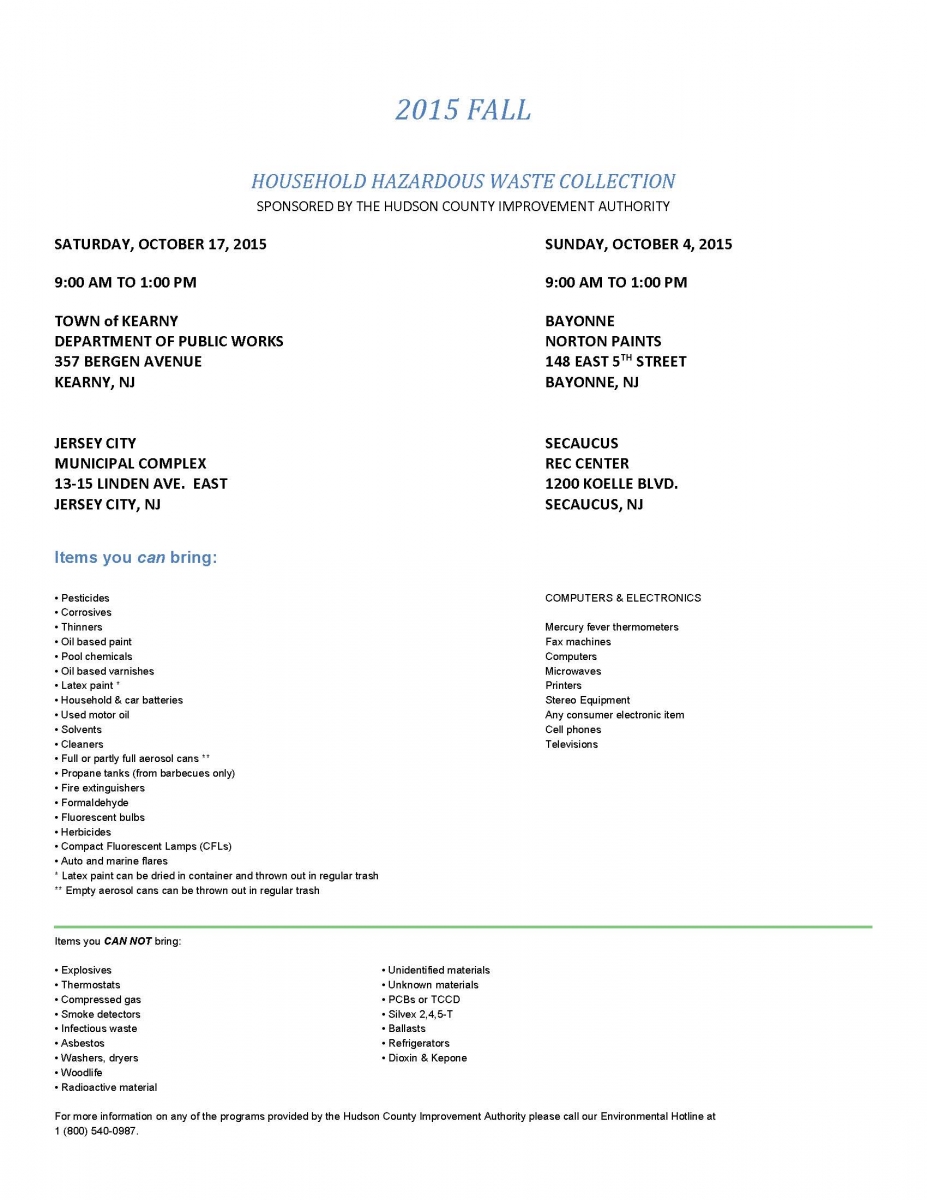 2015 FALL
HOUSEHOLD HAZARDOUS WASTE COLLECTION
SPONSORED BY THE HUDSON COUNTY IMPROVEMENT AUTHORITY
SATURDAY, OCTOBER 17, 2015
9:00 AM TO 1:00 PM
TOWN of KEARNY
DEPARTMENT OF PUBLIC WORKS
357 BERGEN AVENUE
KEARNY, NJ
JERSEY CITY
MUNICIPAL COMPLEX
13-15 LINDEN AVE.  EAST
JERSEY CITY, NJ
SUNDAY, OCTOBER 4, 2015
9:00 AM TO 1:00 PM
BAYONNE
NORTON PAINTS
148 EAST 5TH STREET
BAYONNE, NJ
SECAUCUS
REC CENTER
1200 KOELLE BLVD.
SECAUCUS, NJ
Items you can bring:
• Pesticides
• Corrosives
• Thinners
• Oil based paint
• Pool chemicals
• Oil based varnishes
• Latex paint *
• Household & car batteries
• Used motor oil
• Solvents
• Cleaners
• Full or partly full aerosol cans **
• Propane tanks (from barbecues only)
• Fire extinguishers
• Formaldehyde
• Fluorescent bulbs
• Herbicides
• Compact Fluorescent Lamps (CFLs)
• Auto and marine flares
* Latex paint can be dried in container and thrown out in regular trash
** Empty aerosol cans can be thrown out in regular trash
COMPUTERS & ELECTRONICS
Mercury fever thermometers
Fax machines
Computers
Microwaves
Printers
Stereo Equipment
Any consumer electronic item
Cell phones
Televisions
Items you CAN NOT bring:
• Explosives
• Thermostats
• Compressed gas
• Smoke detectors
• Infectious waste
• Asbestos
• Washers, dryers
• Woodlife
• Radioactive material
• Unidentified materials
• Unknown materials
• PCBs or TCCD
• Silvex 2,4,5-T
• Ballasts
• Refrigerators
• Dioxin & Kepone
For more information on any of the programs provided by the Hudson County Improvement Authority please call our Environmental Hotline at
1 (800) 540-0987.